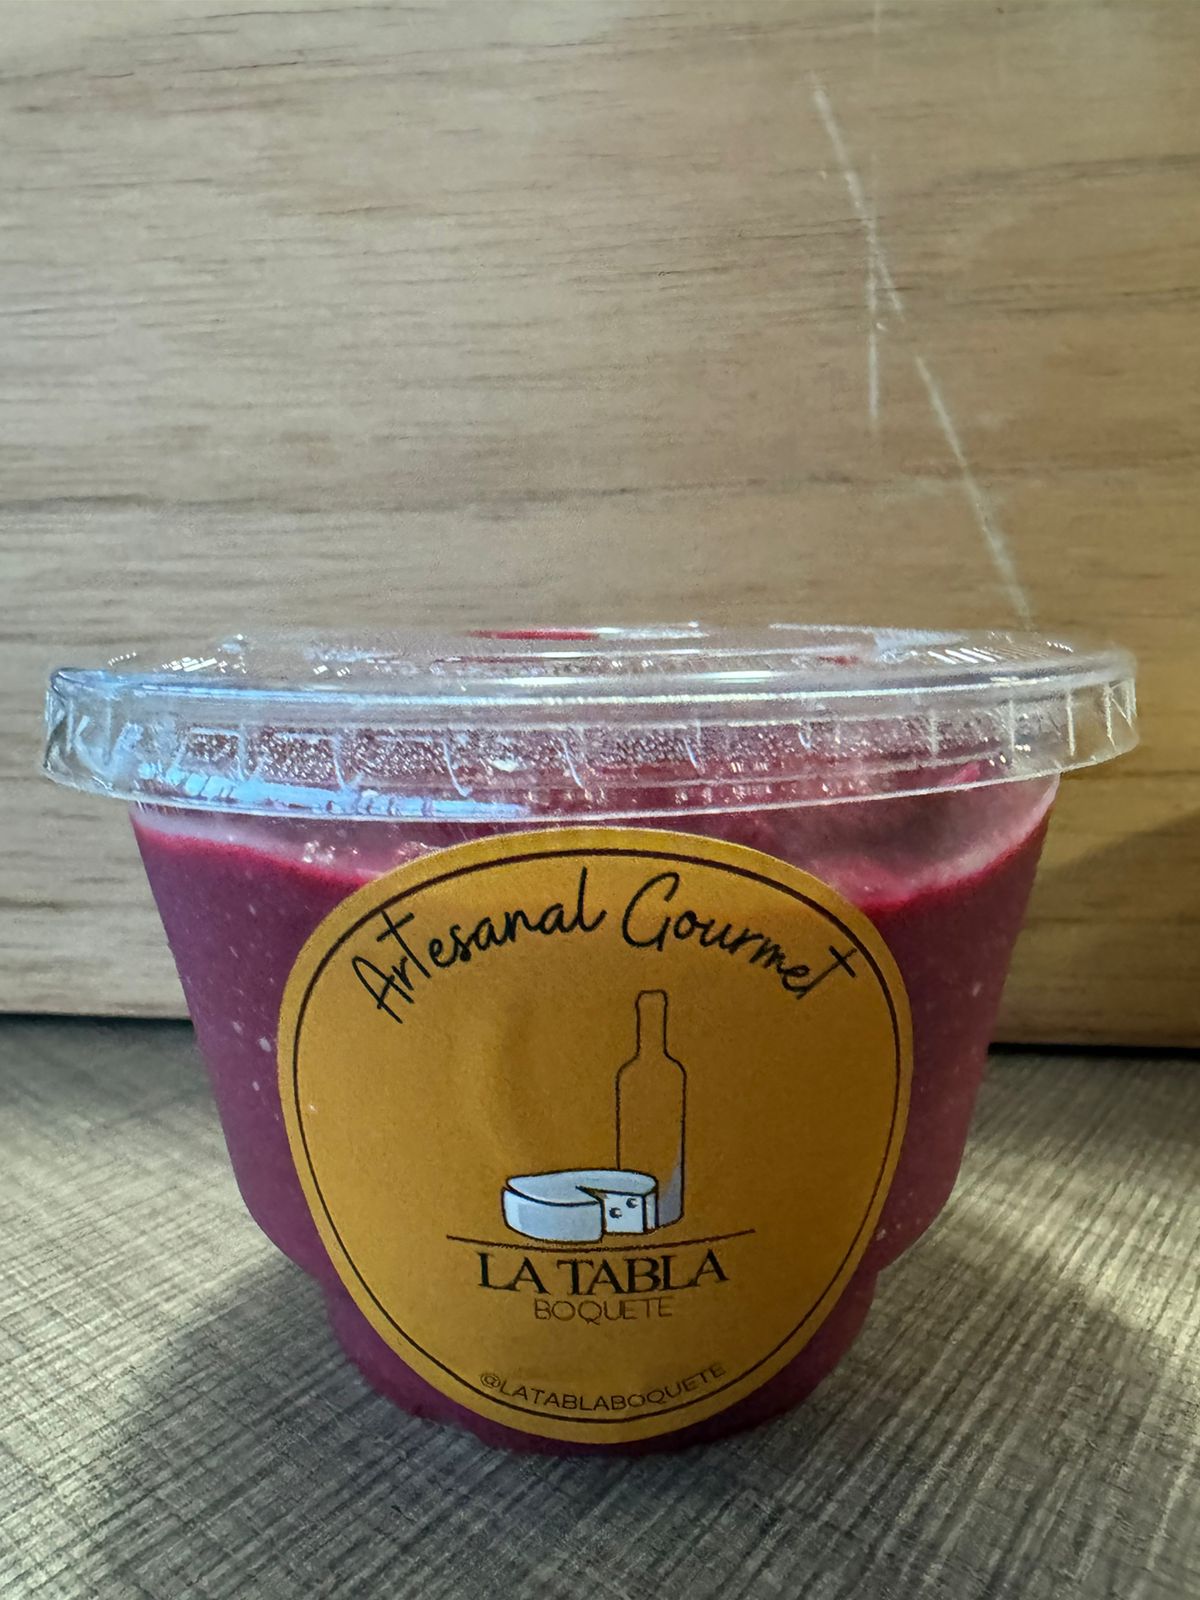 Artesanal Gourmet
LA TABLA
BOQUETE
@LATABLABOQUETE